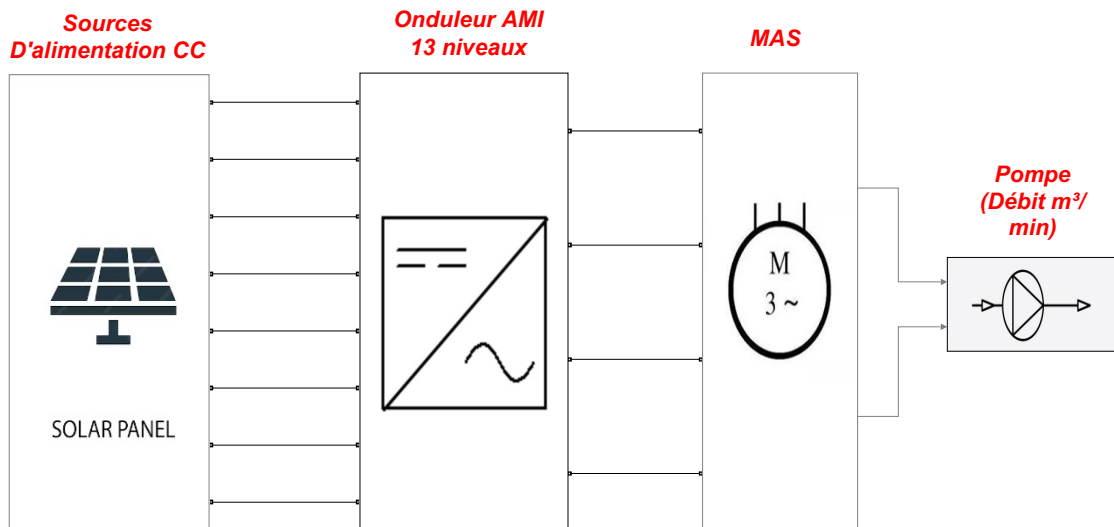 Sources
D'alimentation CC
Onduleur AMI
13 niveaux
MAS
Pompe
(Débit m³/
min)
M
3 ~
SOLAR PANEL